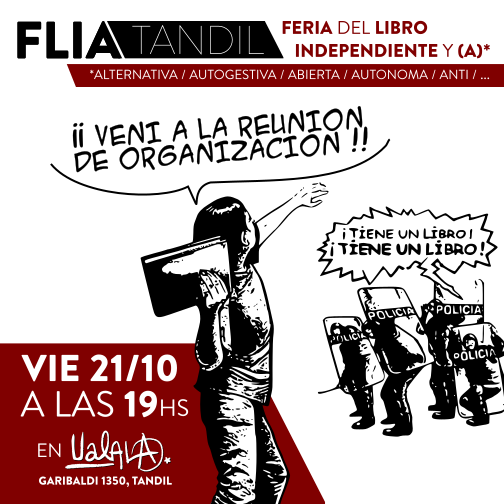 FLIA TANDIL
FERIA DEL LIBRO
INDEPENDIENTE Y (A)*
*ALTERNATIVA / AUTOGESTIVA / ABIERTA / AUTONOMA / ANTI / ...
¡¡ VENI A LA REUNION
DE ORGANIZACION !!
¡TIENE UN LIBRO!
¡TIENE UN LIBRO!
POLICIA
POLICIA
POLICIA
POLICIA
VIE 21/10
A LAS 19HS
EN UalALA
GARIBALDI 1350, TANDIL